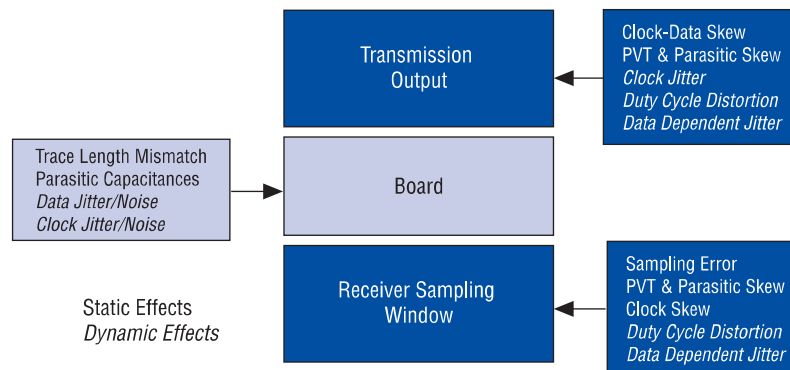 Transmission
Output
Clock-Data Skew
PVT & Parasitic Skew
Clock Jitter
Duty Cycle Distortion
Data Dependent Jitter
Trace Length Mismatch
Parasitic Capacitances
Data Jitter/Noise
Clock Jitter/Noise
Board
Receiver Sampling
Window
Sampling Error
PVT & Parasitic Skew
Clock Skew
Duty Cycle Distortion
Data Dependent Jitter
Static Effects
Dynamic Effects